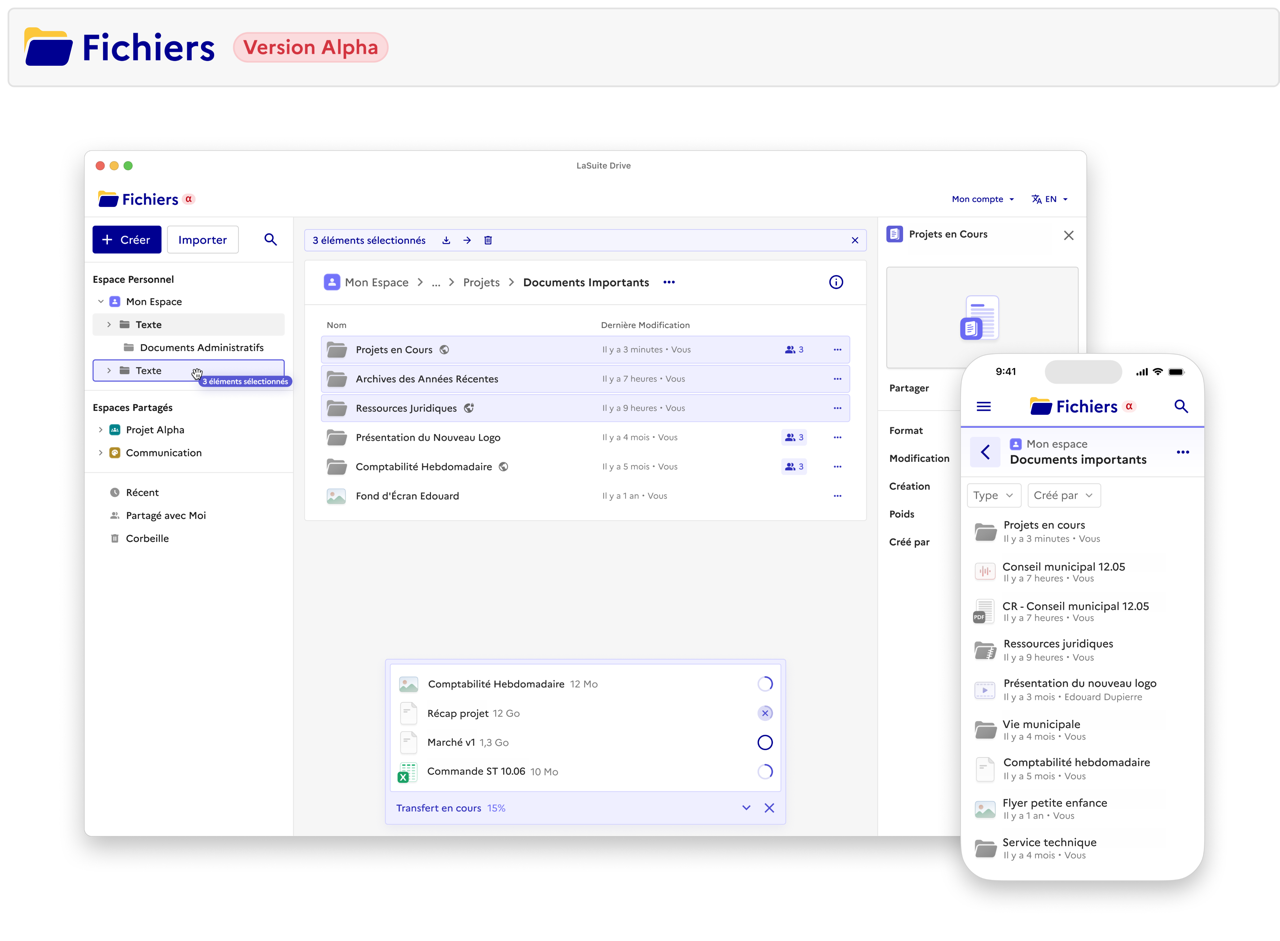 Fichiers Version Alpha
LaSuite Drive
Fichiers α
Mon compte EN
Créer Importer
Espace Personnel
Mon Espace
Texte
Documents Administratifs
Texte
3 éléments sélectionnés
Espaces Partagés
Projet Alpha
Communication
Récent
Partagé avec Moi
Corbeille
3 éléments sélectionnés
Mon Espace > ... > Projets > Documents Importants
Nom Dernière Modification
Projets en Cours Il y a 3 minutes • Vous 3
Archives des Années Récentes Il y a 7 heures • Vous
Ressources Juridiques Il y a 9 heures • Vous
Présentation du Nouveau Logo Il y a 4 mois • Vous 3
Comptabilité Hebdomadaire Il y a 5 mois • Vous 3
Fond d'Écran Edouard Il y a 1 an • Vous
Comptabilité Hebdomadaire 12 Mo
Récap projet 12 Go
Marché v1 1,3 Go
X
Commande ST 10.06 10 Mo
Transfert en cours 15%
Projets en Cours
Partager
Format
Modification
Création
Poids
Créé par
9:41
Fichiers α
Mon espace
Documents importants
Type Créé par
Projets en cours
Il y a 3 minutes • Vous
Conseil municipal 12.05
Il y a 7 heures • Vous
PDF
CR - Conseil municipal 12.05
Il y a 7 heures • Vous
Ressources juridiques
Il y a 9 heures • Vous
Présentation du nouveau logo
Il y a 3 mois • Edouard Dupierre
Vie municipale
Il y a 4 mois • Vous
Comptabilité hebdomadaire
Il y a 5 mois • Vous
Flyer petite enfance
Il y a 1 an • Vous
Service technique
Il y a 4 mois • Vous